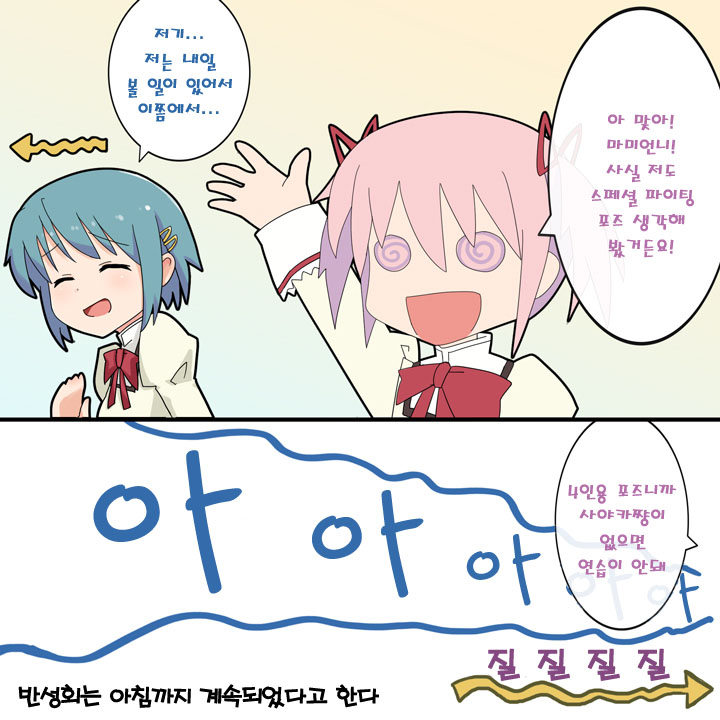 저기...
저는 내일
볼 일이 있어서
이쯤에서...
아 맞아!
마미언니!
사실 저도
스페셜 파이팅
포즈 생각해
봤거든요!
아 아 아 아 아 야
4인용 포즈니까
사야카쨩이
없으면
연습이 안돼
질 질 질 질
반성회는 아침까지 계속되었다고 한다